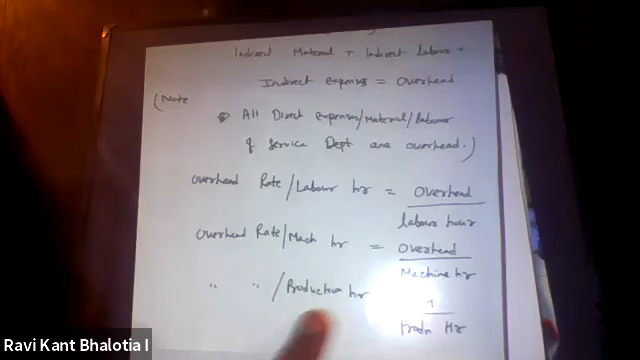 Indirect Material + Indirect labour +
Indirect expenses = Overhead
(Note
All Direct expenses/Material/labour
of Service Dept are overhead.)
Overhead Rate/Labour hr = Overhead
labour hour
Overhead Rate/Mach hr = Overhead
Machine hr
" " /Production hr "
Prodn Hr
Ravi Kant Bhalotia I